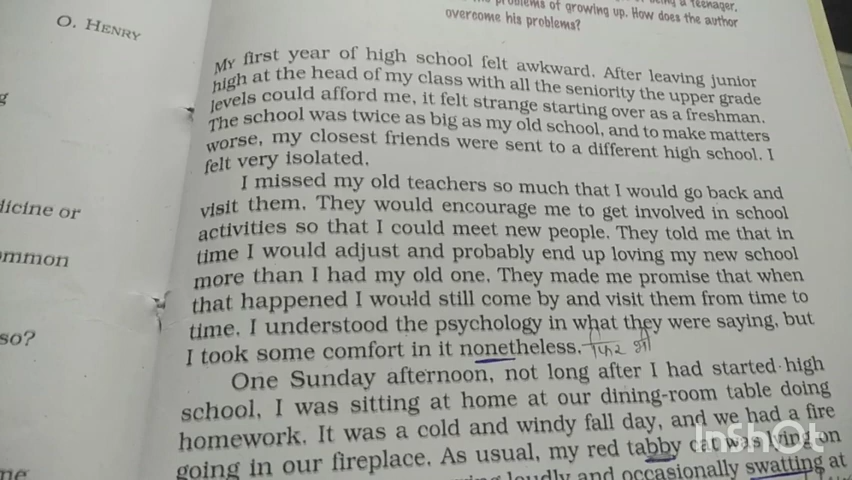 problems of growing up. How does the author
overcome his problems?
O. HENRY
My first year of high school felt awkward. After leaving junior
high at the head of my class with all the seniority the upper grade
levels could afford me, it felt strange starting over as a freshman.
The school was twice as big as my old school, and to make matters
worse, my closest friends were sent to a different high school. I
felt very isolated.
I missed my old teachers so much that I would go back and
visit them. They would encourage me to get involved in school
activities so that I could meet new people. They told me that in
time I would adjust and probably end up loving my new school
more than I had my old one. They made me promise that when
that happened I would still come by and visit them from time to
time. I understood the psychology in what they were saying, but
I took some comfort in it nonetheless. फिर भी
One Sunday afternoon, not long after I had started high
school, I was sitting at home at our dining-room table doing
homework. It was a cold and windy fall day, and we had a fire
going in our fireplace. As usual, my red tabby cat was lying on
loudly and occasionally swatting at
dicine or
mmon
so?
me
InShOt